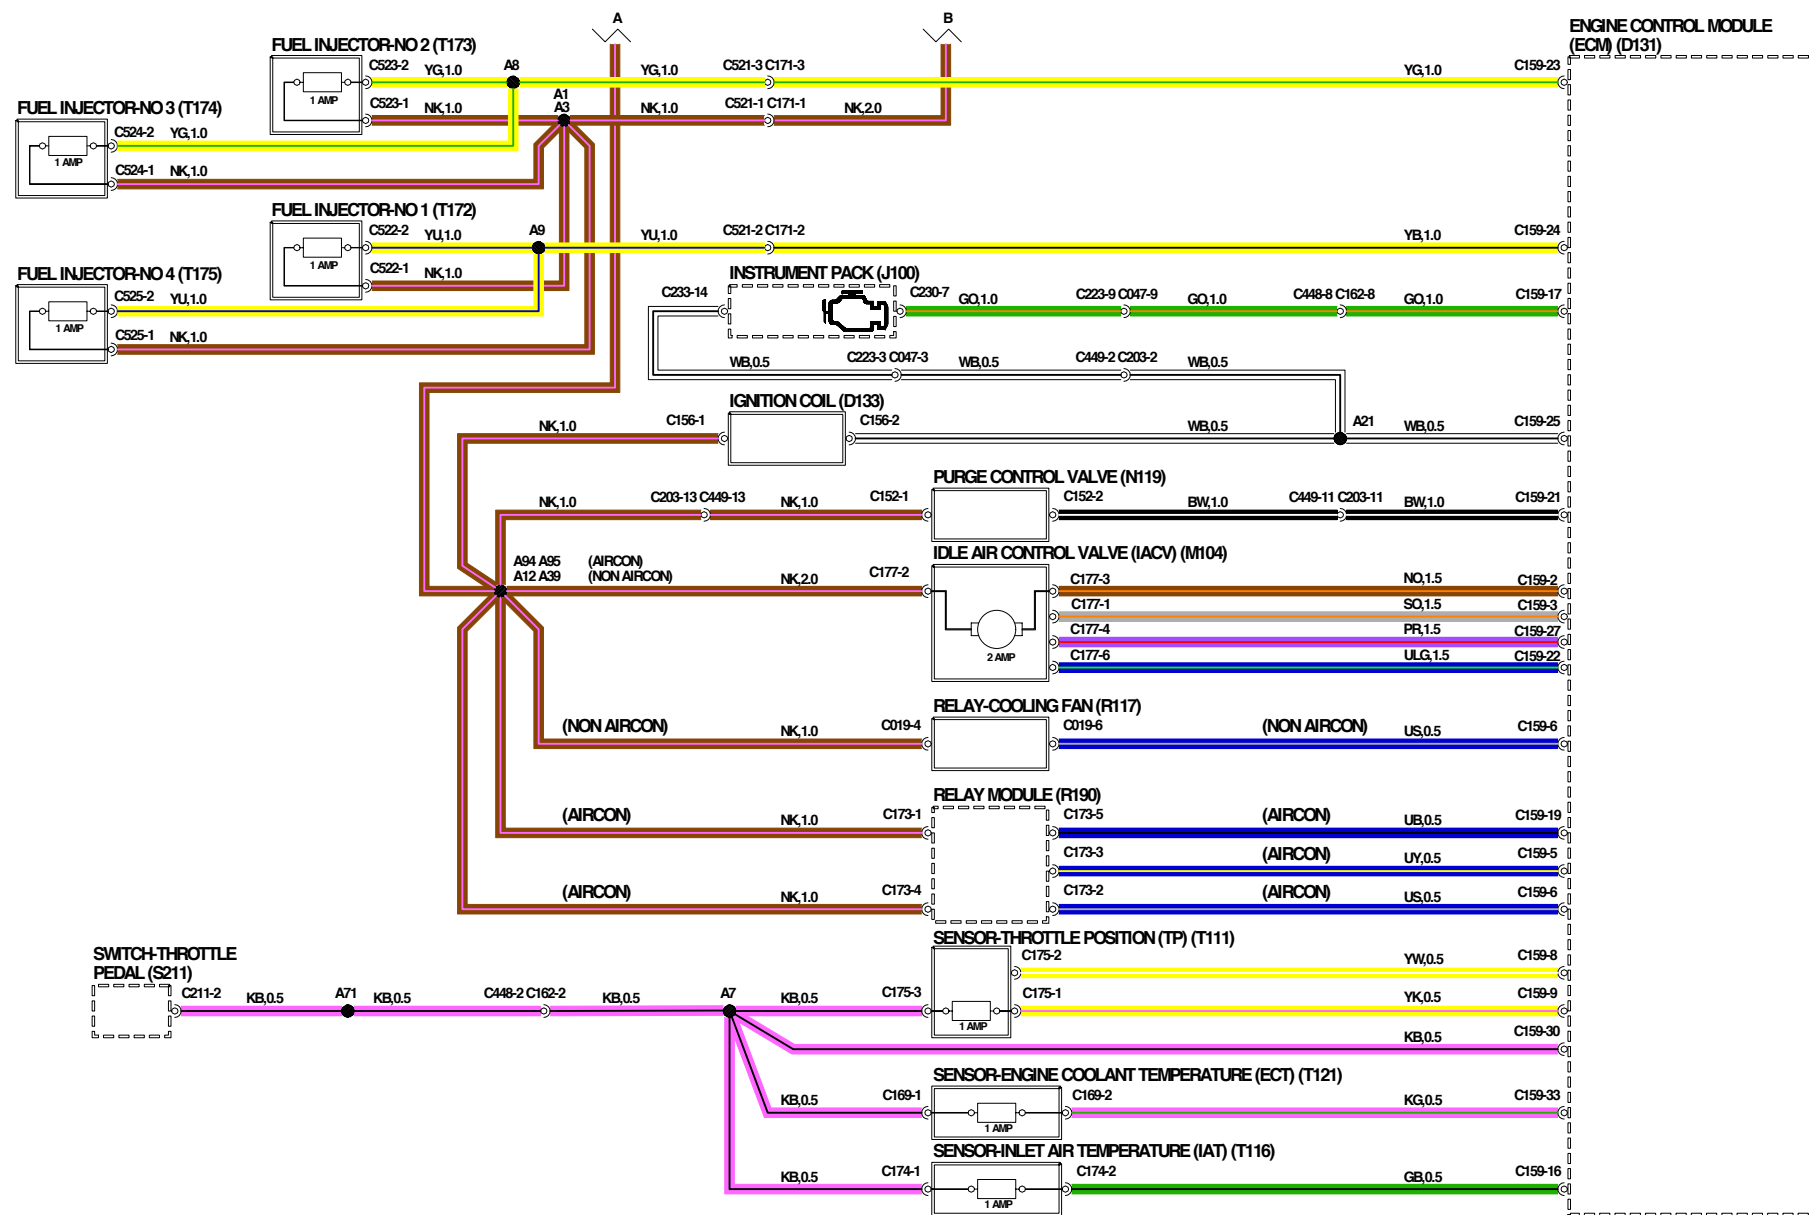 A
B
ENGINE CONTROL MODULE
(ECM) (D131)
FUEL INJECTOR-NO 2 (T173)
C523-2
YG,1.0
A8
YG,1.0
C521-3 C171-3
YG,1.0
C159-23
1 AMP
C523-1
NK,1.0
A1
A3
NK,1.0
C521-1 C171-1
NK,2.0
FUEL INJECTOR-NO 3 (T174)
C524-2
YG,1.0
1 AMP
C524-1
NK,1.0
FUEL INJECTOR-NO 1 (T172)
C522-2
YU,1.0
A9
YU,1.0
C521-2 C171-2
YB,1.0
C159-24
1 AMP
C522-1
NK,1.0
FUEL INJECTOR-NO 4 (T175)
C525-2
YU,1.0
1 AMP
C525-1
NK,1.0
INSTRUMENT PACK (J100)
C233-14
C230-7
GO,1.0
C223-9 C047-9
GO,1.0
C448-8 C162-8
GO,1.0
C159-17
WB,0.5
C223-3 C047-3
WB,0.5
C449-2 C203-2
WB,0.5
IGNITION COIL (D133)
NK,1.0
C156-1
C156-2
WB,0.5
A21
WB,0.5
C159-25
PURGE CONTROL VALVE (N119)
NK,1.0
C203-13 C449-13
NK,1.0
C152-1
C152-2
BW,1.0
C449-11 C203-11
BW,1.0
C159-21
IDLE AIR CONTROL VALVE (IACV) (M104)
A94 A95 (AIRCON)
A12 A39 (NON AIRCON)
NK,2.0
C177-2
C177-3
NO,1.5
C159-2
C177-1
SO,1.5
C159-3
C177-4
PR,1.5
C159-27
2 AMP
C177-6
ULG,1.5
C159-22
RELAY-COOLING FAN (R117)
(NON AIRCON)
NK,1.0
C019-4
C019-6
(NON AIRCON)
US,0.5
C159-6
RELAY MODULE (R190)
(AIRCON)
NK,1.0
C173-1
C173-5
(AIRCON)
UB,0.5
C159-19
C173-3
(AIRCON)
UY,0.5
C159-5
(AIRCON)
NK,1.0
C173-4
C173-2
(AIRCON)
US,0.5
C159-6
SENSOR-THROTTLE POSITION (TP) (T111)
C175-2
YW,0.5
C159-8
SWITCH-THROTTLE
PEDAL (S211)
C211-2
KB,0.5
A71
KB,0.5
C448-2 C162-2
KB,0.5
A7
KB,0.5
C175-3
1 AMP
C175-1
YK,0.5
C159-9
KB,0.5
C159-30
SENSOR-ENGINE COOLANT TEMPERATURE (ECT) (T121)
KB,0.5
C169-1
1 AMP
C169-2
KG,0.5
C159-33
SENSOR-INLET AIR TEMPERATURE (IAT) (T116)
KB,0.5
C174-1
1 AMP
C174-2
GB,0.5
C159-16